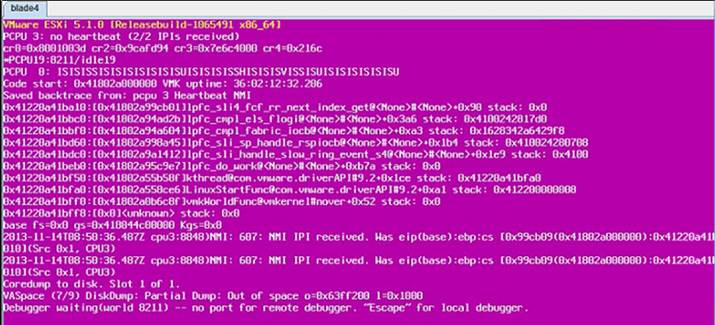 blade4
VMware ESXi 5.1.0 [Releasebuild-1065491 x86_64]
PCPU 3: no heartbeat (2/2 IPIs received)
cr0=0x8001003d cr2=0x9cafd94 cr3=0x7e6c4000 cr4=0x216c
*PCPU19:8211/idle19
PCPU 0: ISISISSISISISISISISISUISISISISSHISISISVISSISUISISISISISISU
Code start: 0x41802a000000 VMK uptime: 36:02:12:32.206
Saved backtrace from: pcpu 3 Heartbeat NMI
0x41220a41ba10:[0x41802a99cb01]lpfc_sli4_fcf_rr_next_index_get@<None>#<None>+0x90 stack: 0x0
0x41220a41bbc0:[0x41802a94ad2b]lpfc_cmpl_els_flogi@<None>#<None>+0x3a6 stack: 0x4100242817d0
0x41220a41bbf0:[0x41802a94a604]lpfc_cmpl_fabric_iocb@<None>#<None>+0xa3 stack: 0x1628342a6429f8
0x41220a41bd60:[0x41802a998a45]lpfc_sli_sp_handle_rspiocb@<None>#<None>+0x1b4 stack: 0x410024280708
0x41220a41bdc0:[0x41802a9a1412]lpfc_sli_handle_slow_ring_event_s4@<None>#<None>+0x1e9 stack: 0x4100
0x41220a41beb0:[0x41802a95c9e7]lpfc_do_work@<None>#<None>+0xb7a stack: 0x0
0x41220a41bf50:[0x41802a55b58f]kthread@com.vmware.driverAPI#9.2+0x1ce stack: 0x41220a41bfa0
0x41220a41bfa0:[0x41802a558ce6]LinuxStartFunc@com.vmware.driverAPI#9.2+0xa1 stack: 0x412200000008
0x41220a41bff0:[0x41802a0b6c8f]vmkWorldFunc@vmkernel#nover+0x52 stack: 0x0
0x41220a41bff8:[0x0]<unknown> stack: 0x0
base fs=0x0 gs=0x418044c00000 Kgs=0x0
2013-11-14T08:50:36.487Z cpu3:8848)NMI: 607: NMI IPI received. Was eip(base):ebp:cs [0x99cb09(0x41802a000000):0x41220a41
010](Src 0x1, CPU3)
2013-11-14T08:50:36.487Z cpu3:8848)NMI: 607: NMI IPI received. Was eip(base):ebp:cs [0x99cb09(0x41802a000000):0x41220a41
010](Src 0x1, CPU3)
Coredump to disk. Slot 1 of 1.
VASpace (7/9) DiskDump: Partial Dump: Out of space o=0x63ff200 l=0x1000
Debugger waiting(world 8211) -- no port for remote debugger. "Escape" for local debugger.